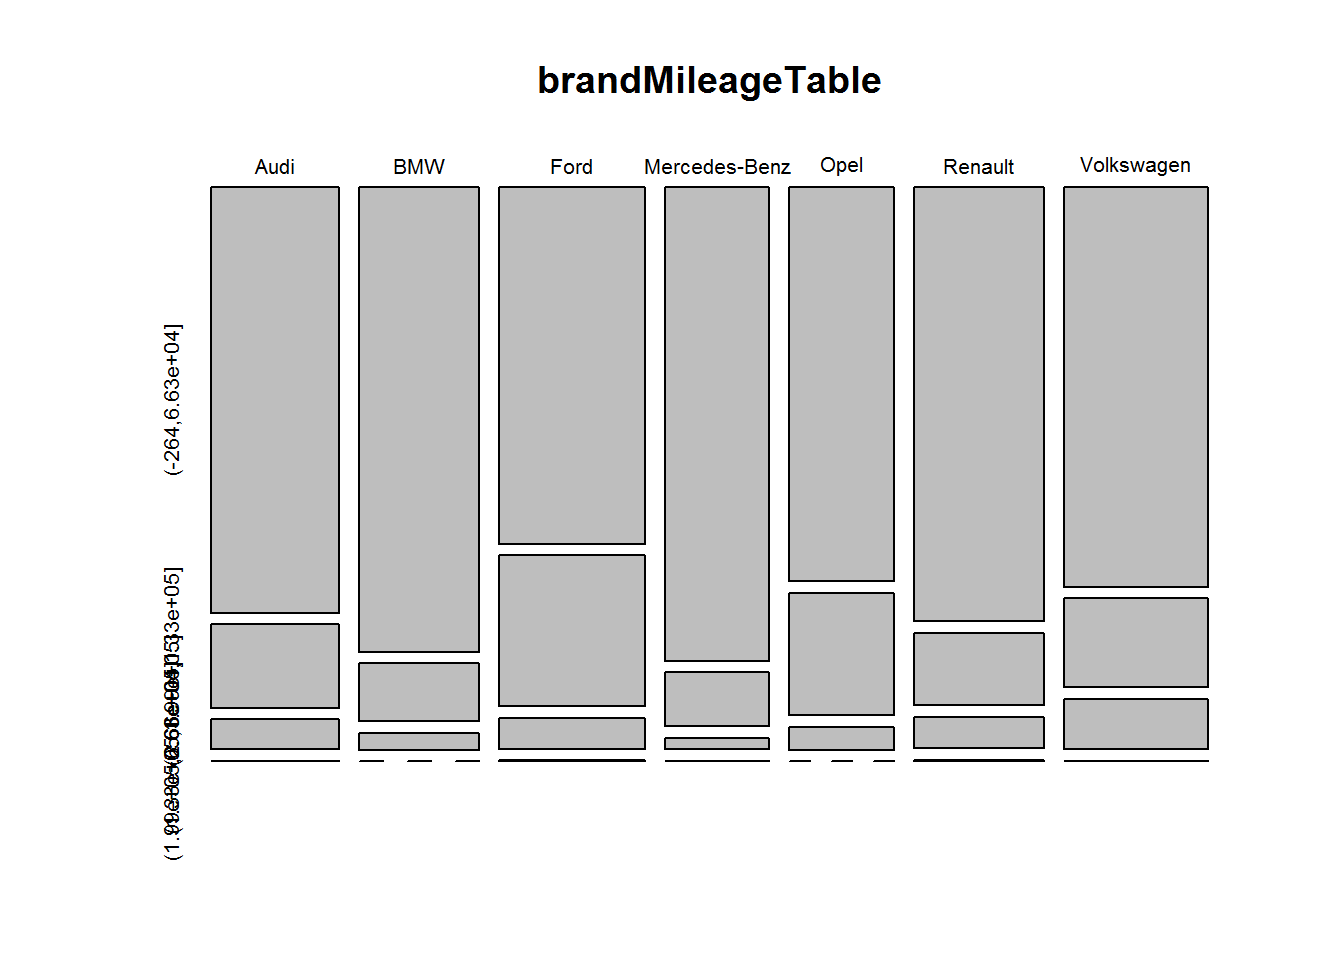 brandMileageTable
Audi BMW Ford Mercedes-Benz Opel Renault Volkswagen
(-264,6.63e+04]